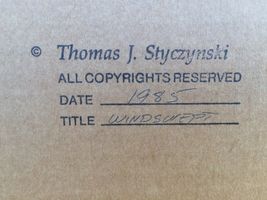 © Thomas J. Styczynski
ALL COPYRIGHTS RESERVED
DATE 1985
TITLE WINDSWEPT